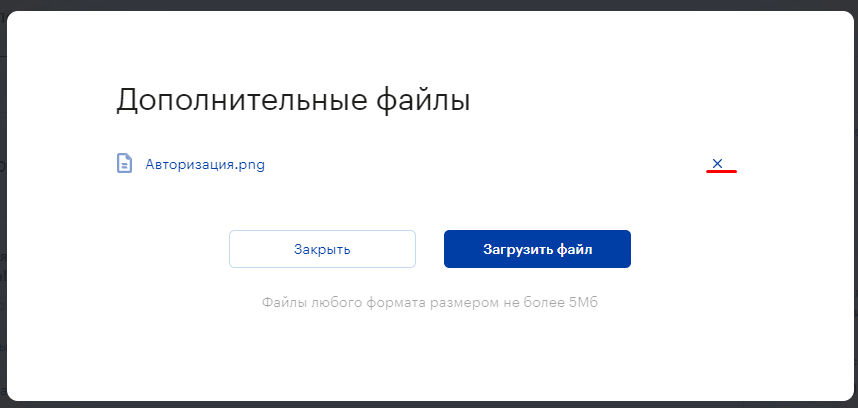 Дополнительные файлы
Авторизация.png
Закрыть
Загрузить файл
Файлы любого формата размером не более 5Мб